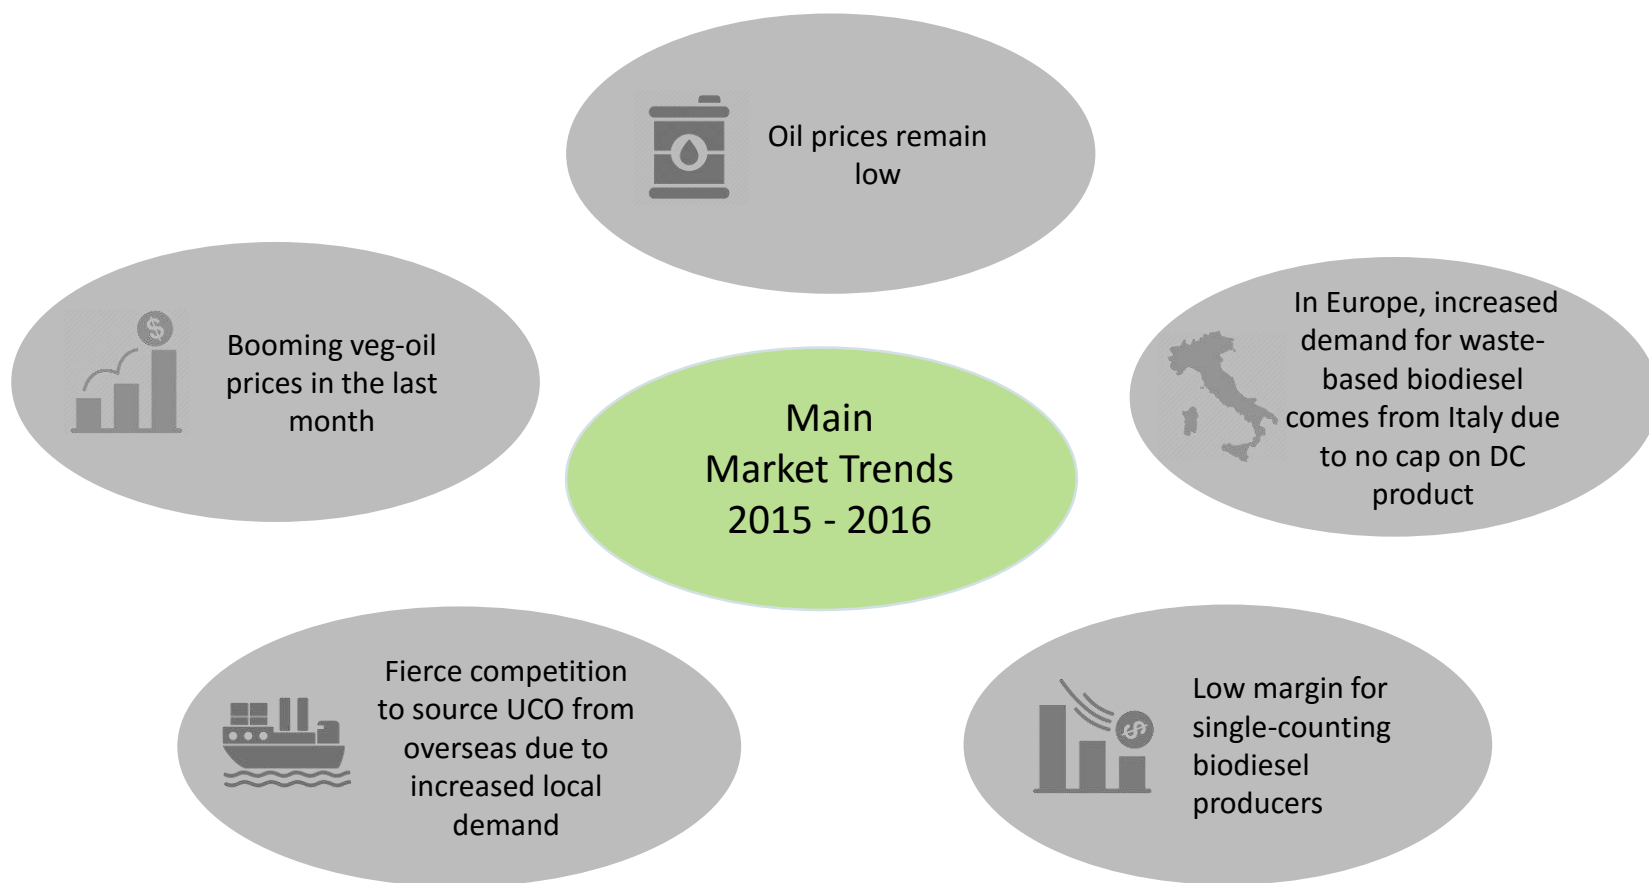 Oil prices remain
low
Booming veg-oil
prices in the last
month
In Europe, increased
demand for waste-
based biodiesel
comes from Italy due
to no cap on DC
product
Main
Market Trends
2015 - 2016
Fierce competition
to source UCO from
overseas due to
increased local
demand
Low margin for
single-counting
biodiesel
producers
$
$